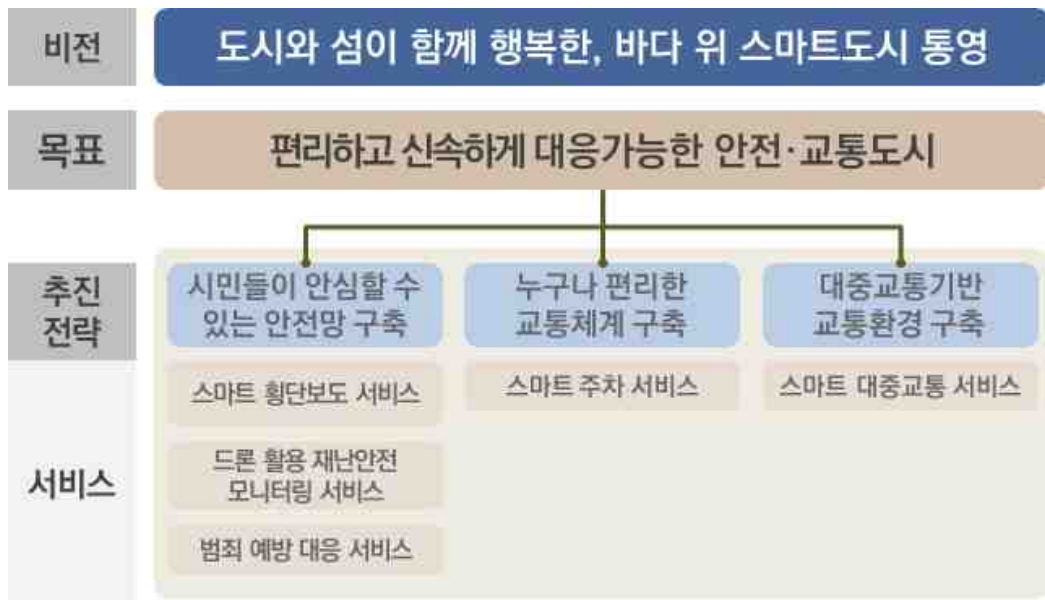 비전
도시와 섬이 함께 행복한, 바다 위 스마트도시 통영
목표
편리하고 신속하게 대응가능한 안전·교통도시
추진
전략
시민들이 안심할 수
있는 안전망 구축
누구나 편리한
교통체계 구축
대중교통기반
교통환경 구축
서비스
스마트 횡단보도 서비스
드론 활용 재난안전
모니터링 서비스
범죄 예방 대응 서비스
스마트 주차 서비스
스마트 대중교통 서비스